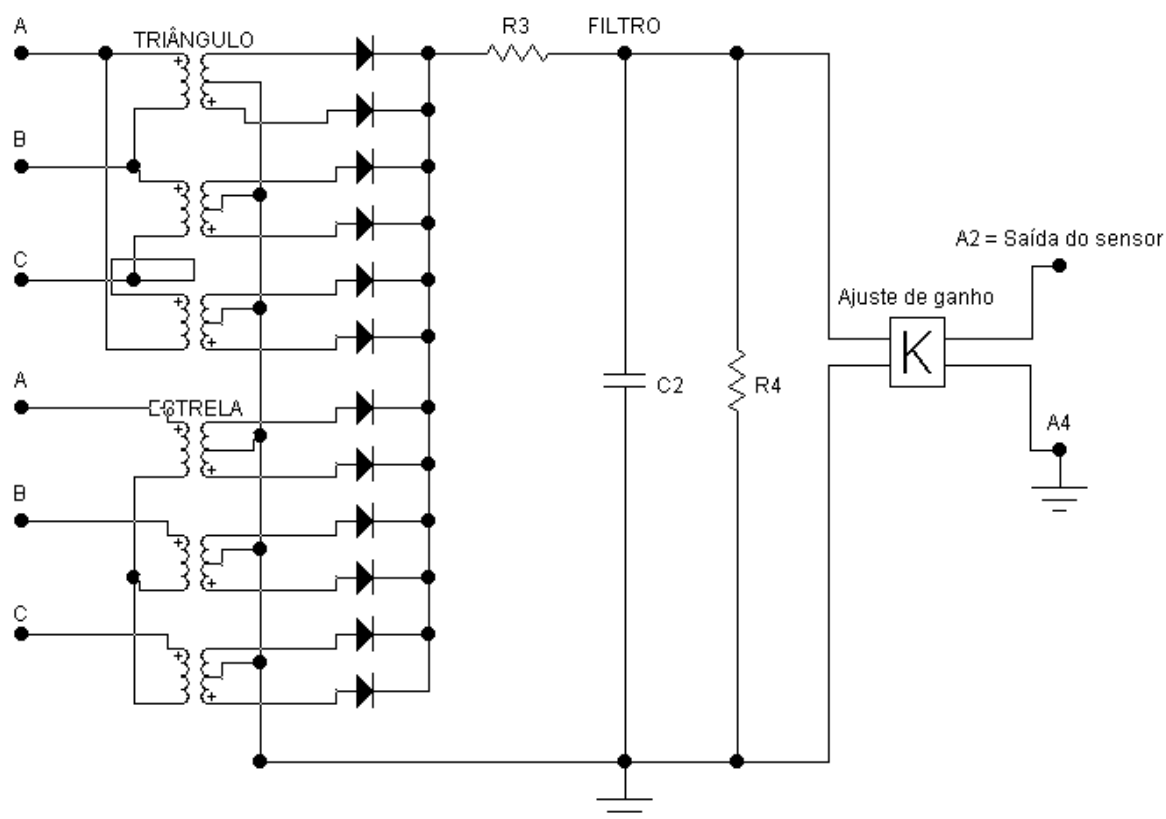 A
TRIÂNGULO
R3
FILTRO
B
C
A2 = Saída do sensor
Ajuste de ganho
K
C2
R4
A
ESTRELA
A4
B
C